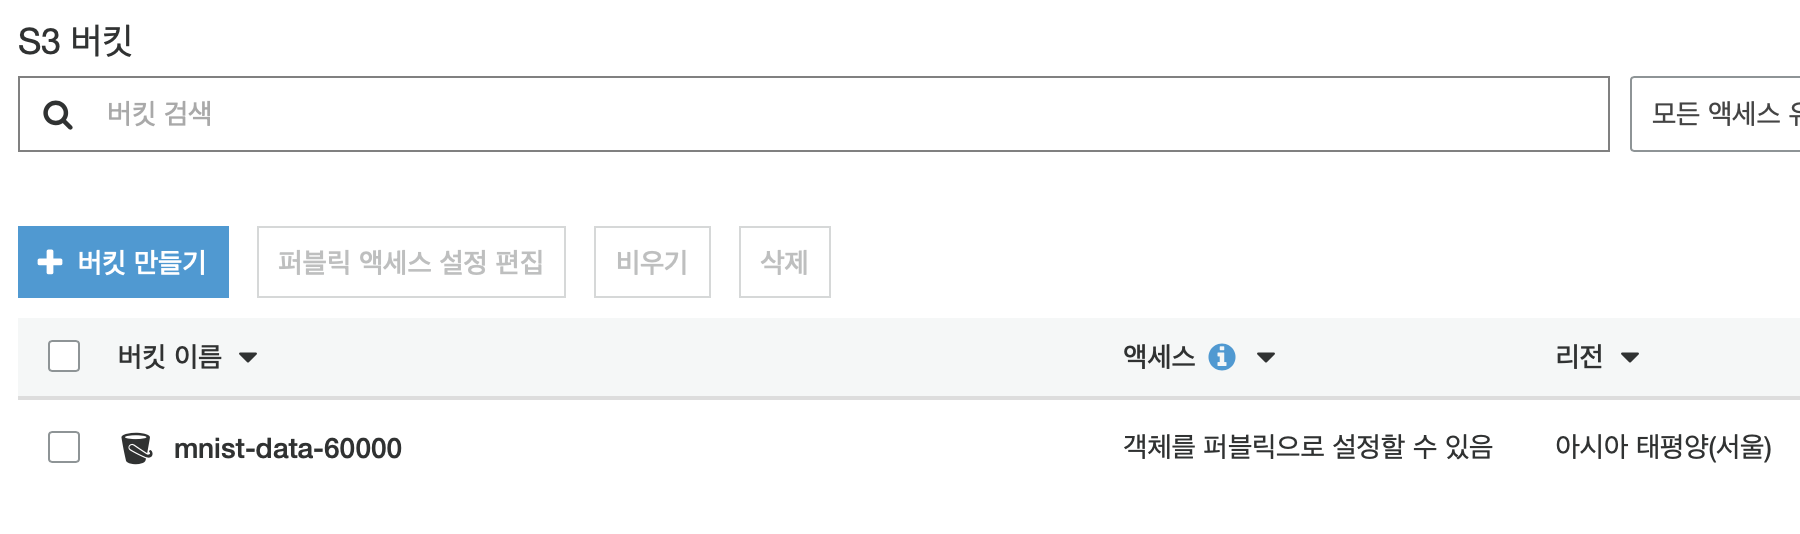 S3 버킷
버킷 검색
모든 액세스
버킷 만들기 퍼블릭 액세스 설정 편집 비우기 삭제
버킷 이름 액세스 리전
mnist-data-60000 객체를 퍼블릭으로 설정할 수 있음 아시아 태평양(서울)